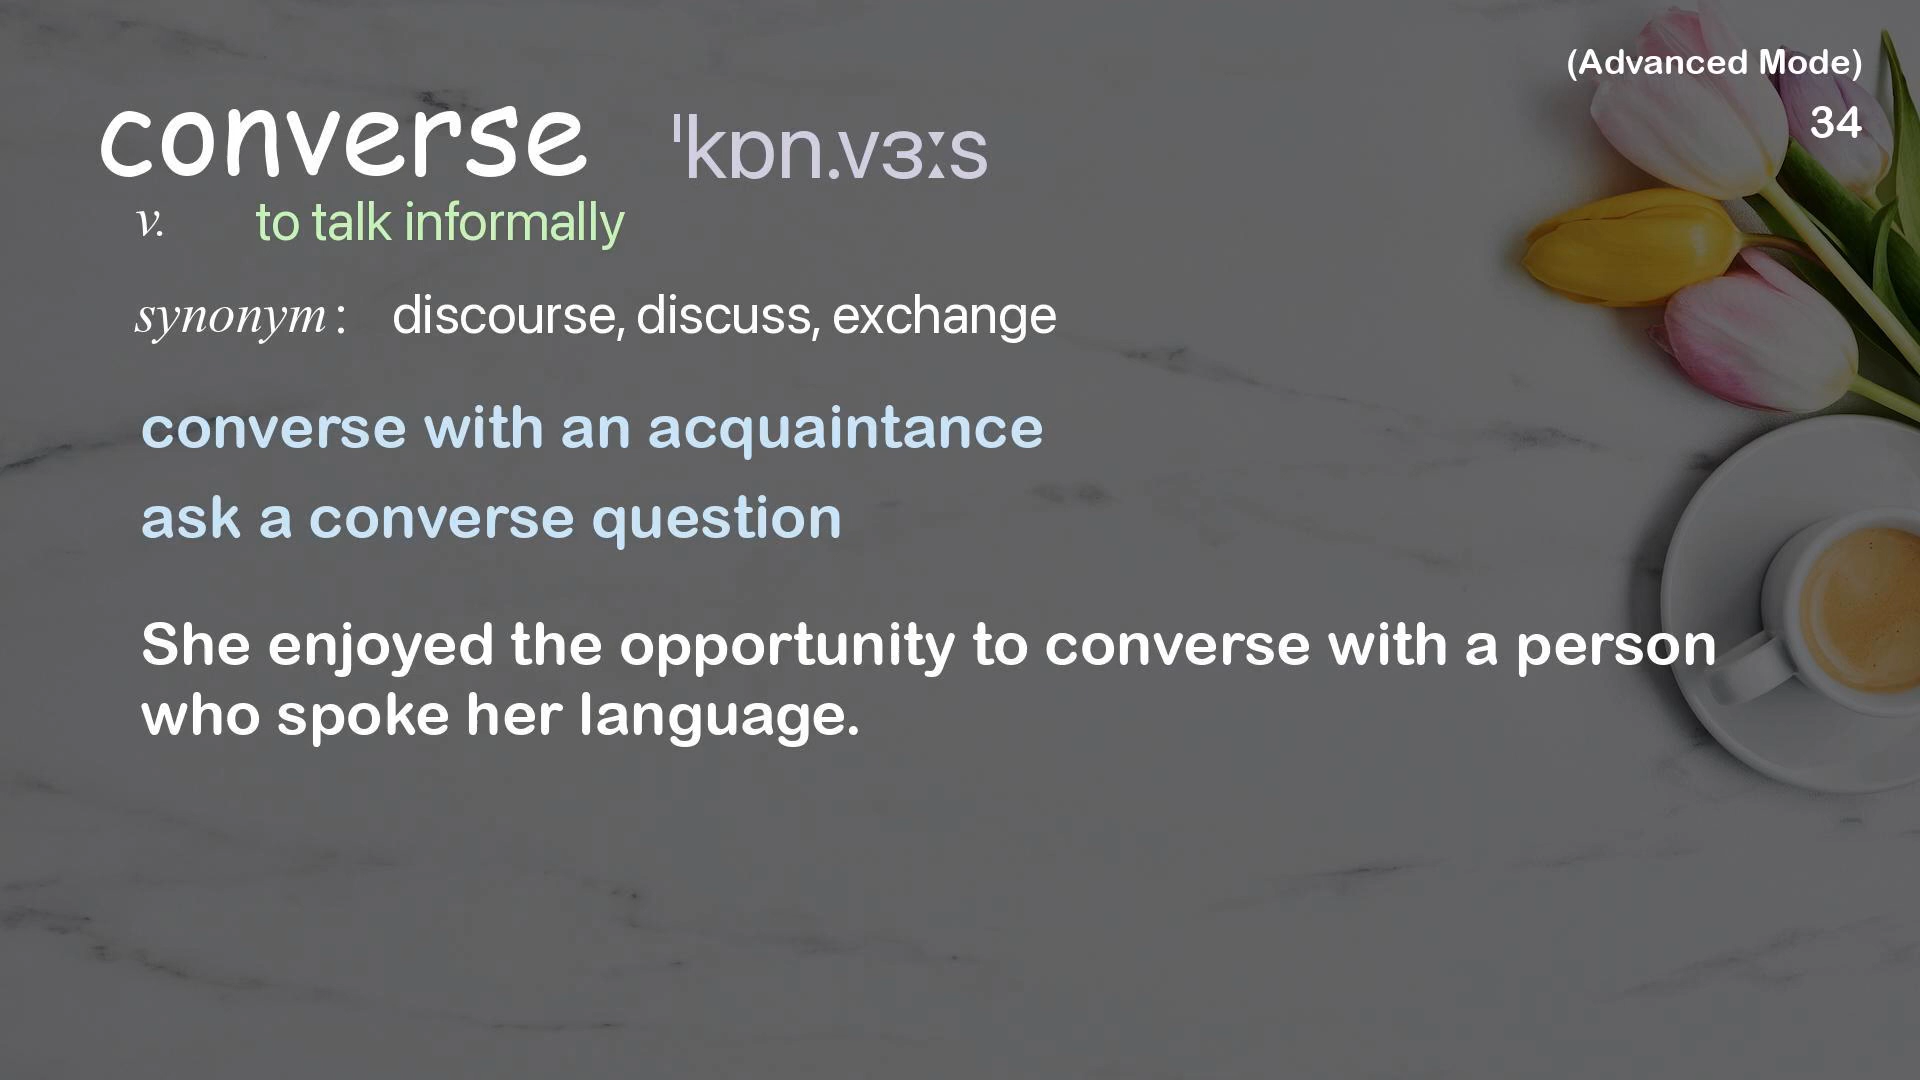 (Advanced Mode)
34
converse ˈkɒn.vɜːs
v. to talk informally
synonym: discourse, discuss, exchange
converse with an acquaintance
ask a converse question
She enjoyed the opportunity to converse with a person
who spoke her language.